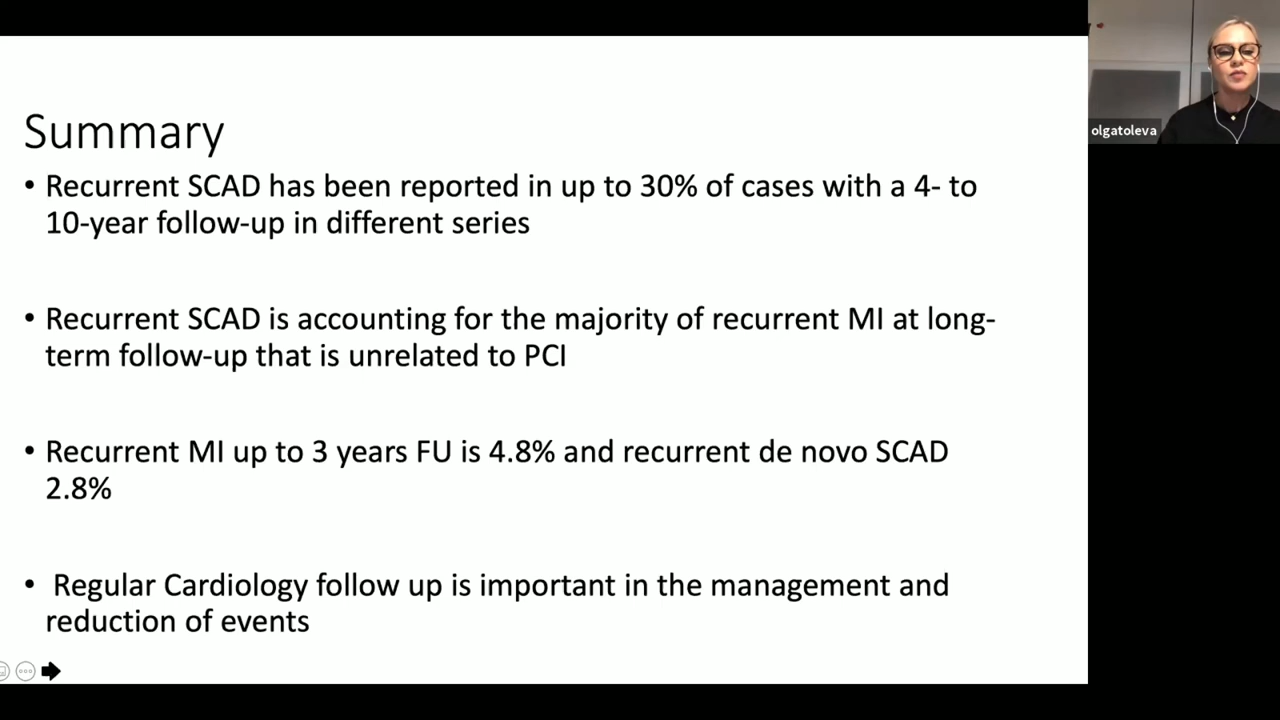 Summary
• Recurrent SCAD has been reported in up to 30% of cases with a 4- to
10-year follow-up in different series
• Recurrent SCAD is accounting for the majority of recurrent MI at long-
term follow-up that is unrelated to PCI
• Recurrent MI up to 3 years FU is 4.8% and recurrent de novo SCAD
2.8%
• Regular Cardiology follow up is important in the management and
reduction of events
olgatoleva